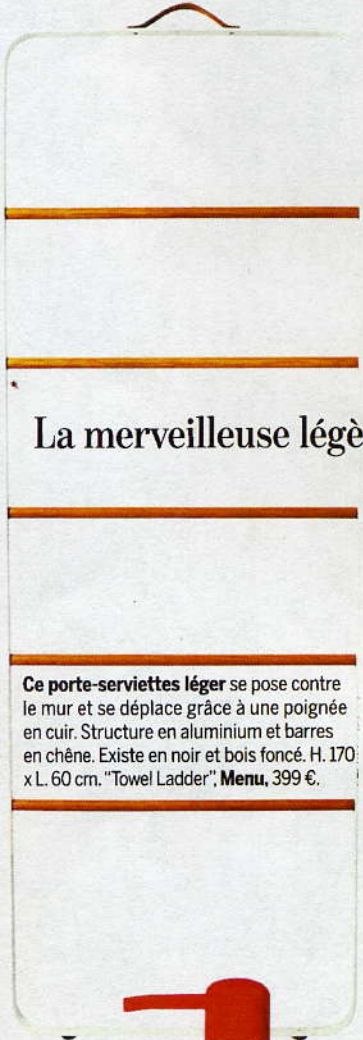 La merveilleuse légè
Ce porte-serviettes léger se pose contre
le mur et se déplace grâce à une poignée
en cuir. Structure en aluminium et barres
en chêne. Existe en noir et bois foncé. H. 170
x L. 60 cm. “Towel Ladder”, Menu, 399 €.